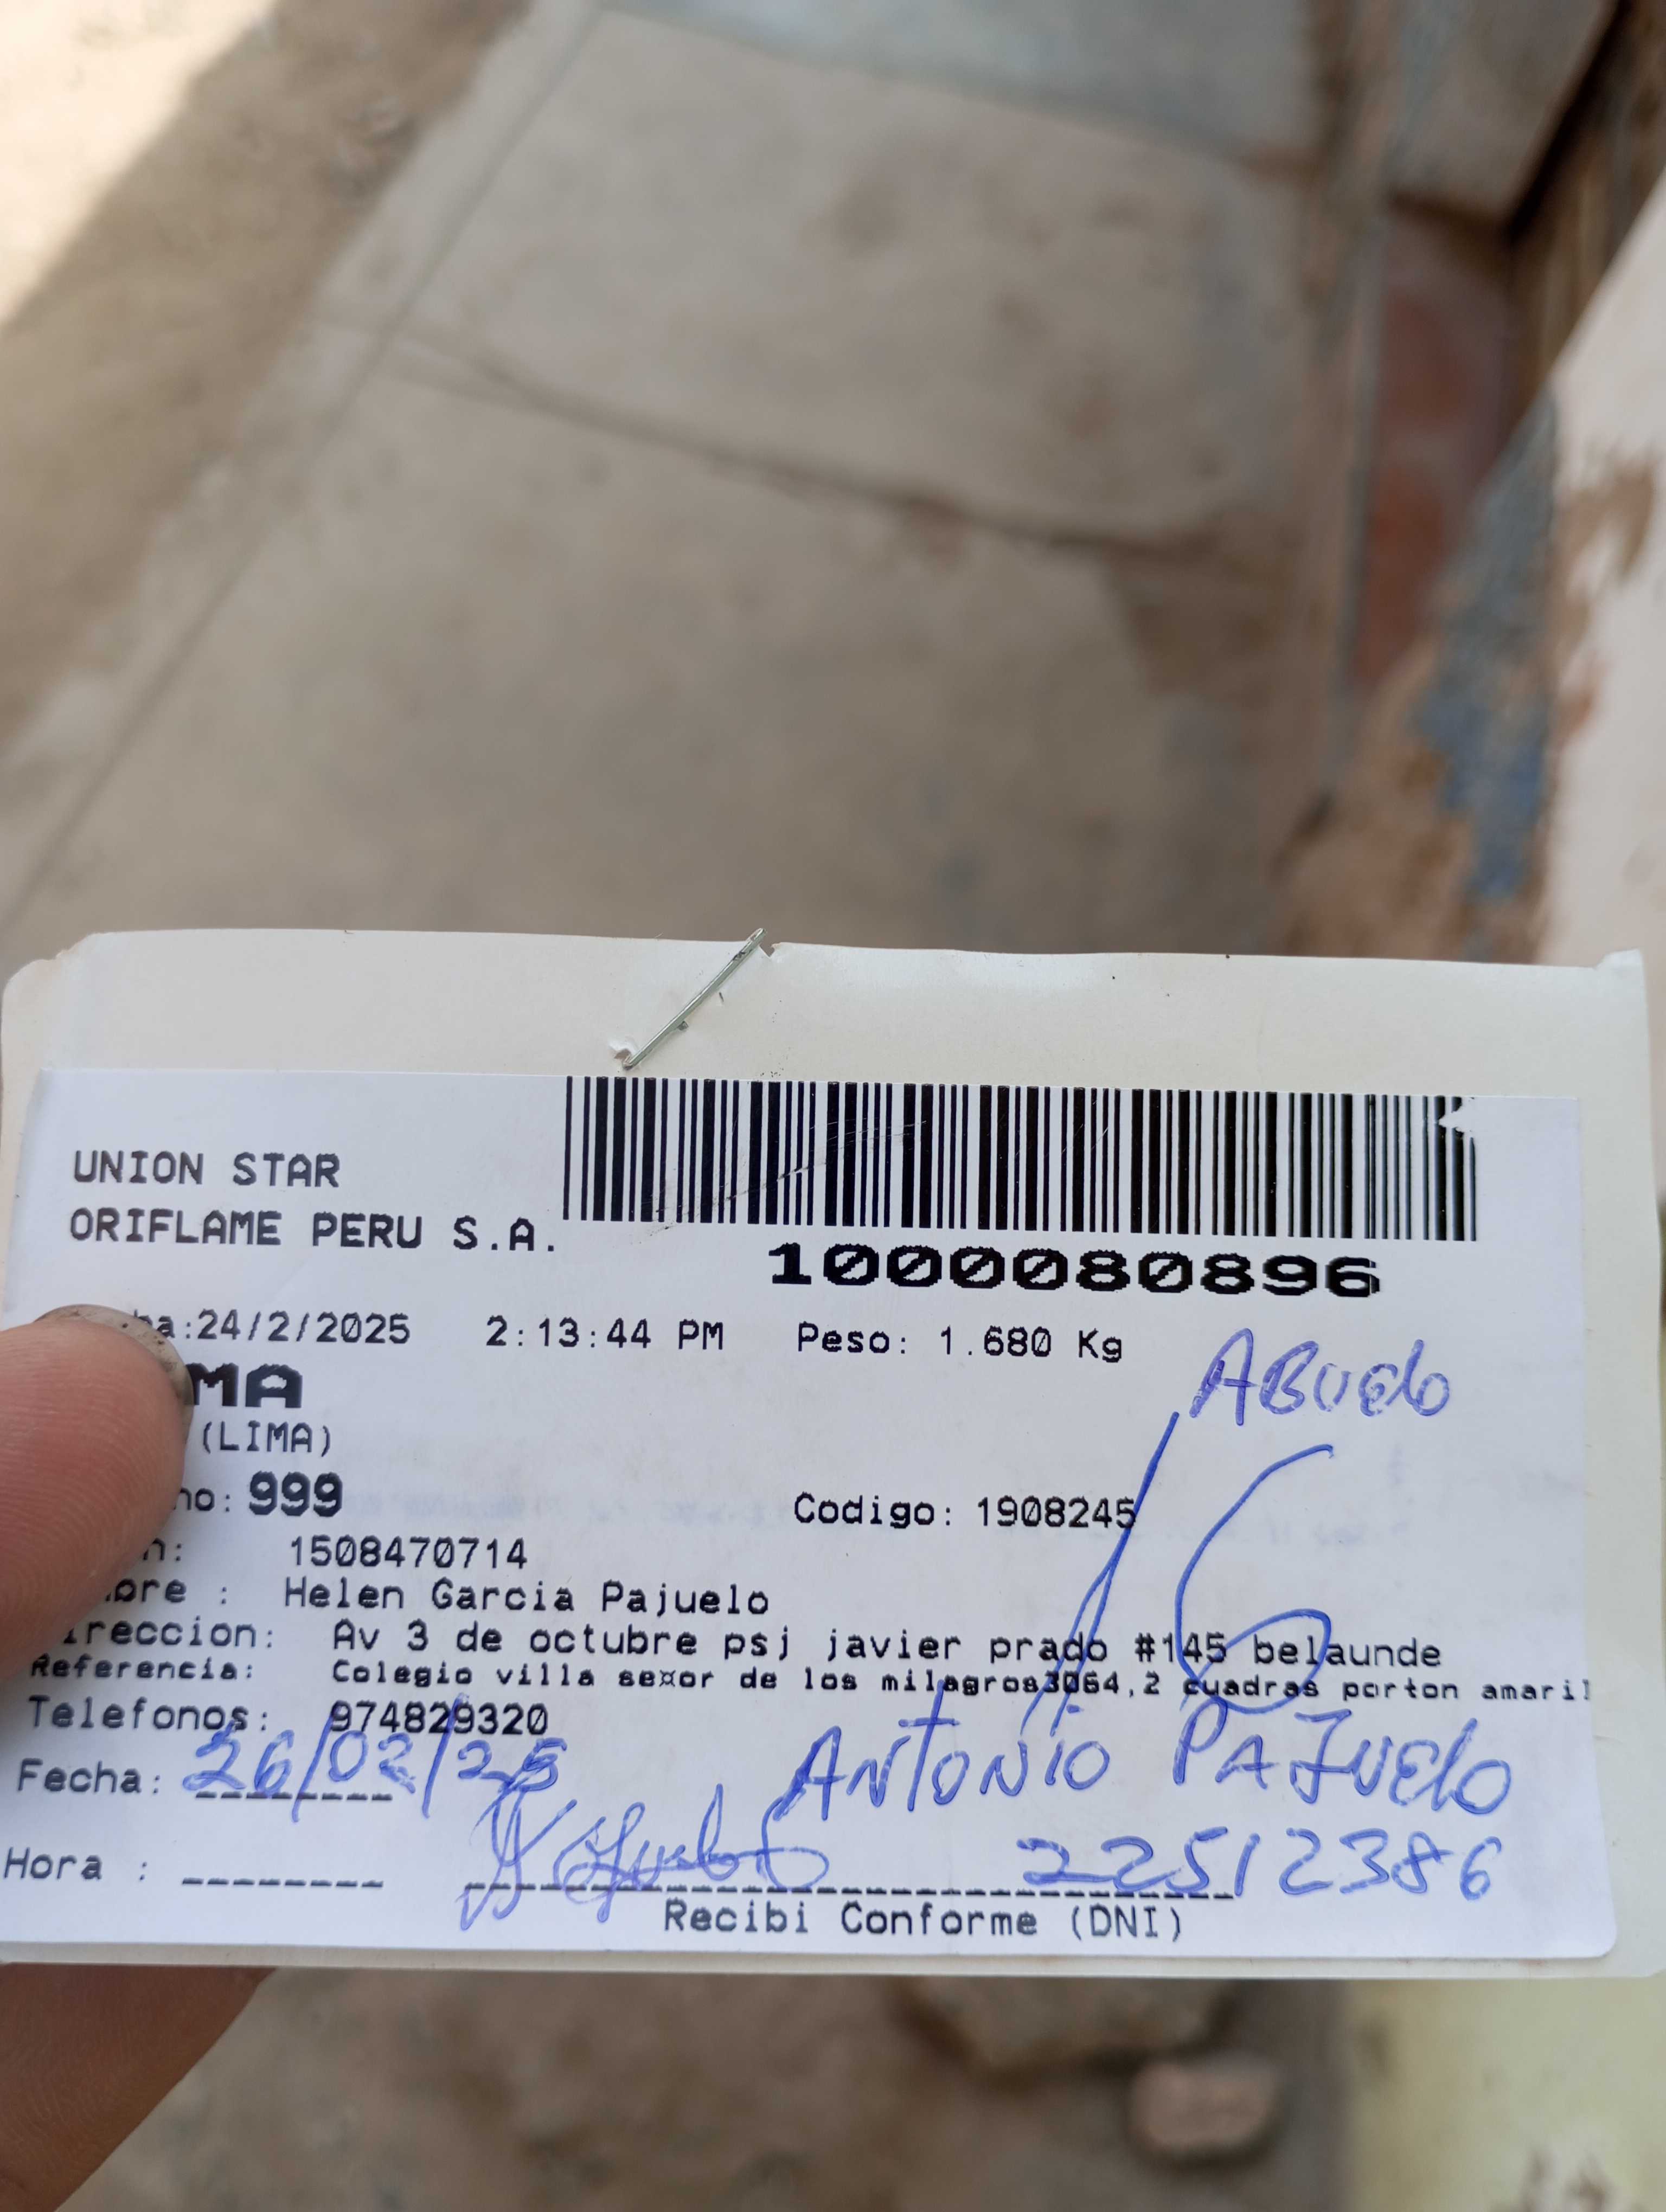 UNION STAR
ORIFLAME PERU S.A.
1000080896
a:24/2/2025 2:13:44 PM Peso: 1.680 Kg
ABUElo
MA
(LIMA)
no: 999 Codigo: 1908245
n: 1508470714
bre : Helen Garcia Pajuelo
ireccion: Av 3 de octubre psj javier prado #145 belaunde
Referencia: Colegio villa se¤or de los milagros3064,2 cuadras porton amaril
Telefonos: 974829320
Fecha: 26/02/25 ANTONIO PAJUElo
Hora : 22512386
Recibi Conforme (DNI)